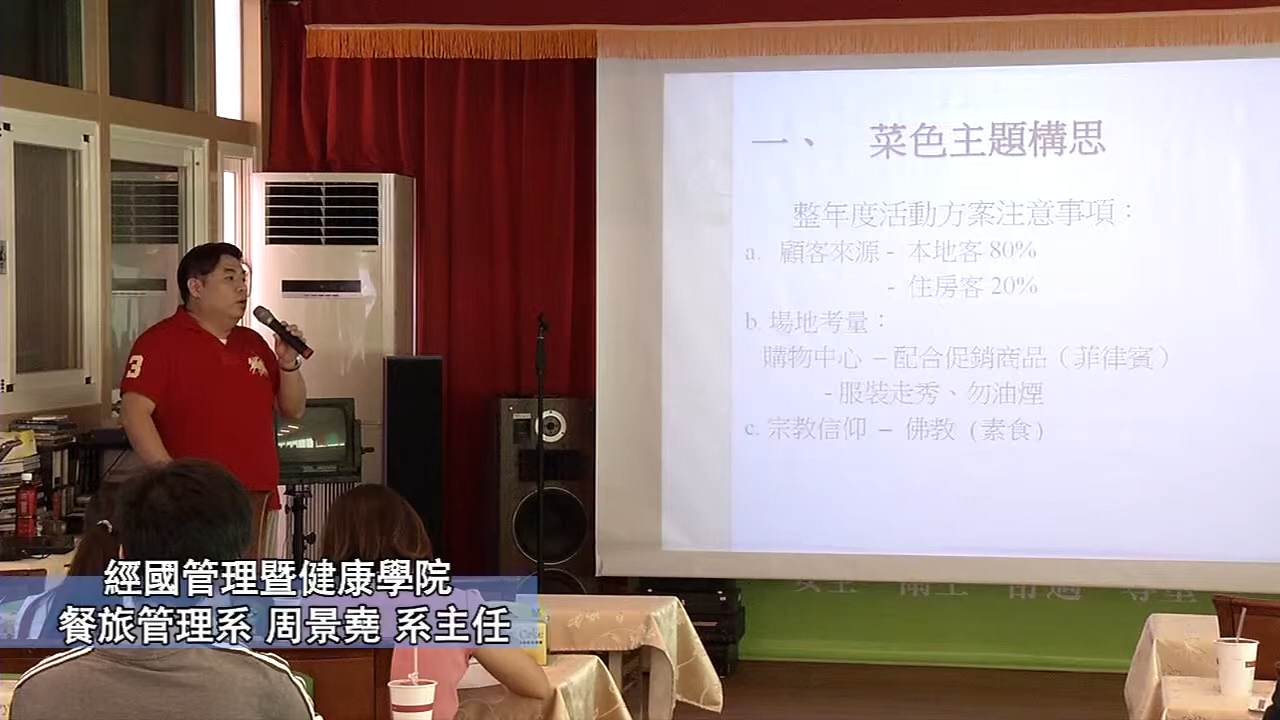 一、 菜色主題構思
整年度活動方案注意事項：
a. 顧客來源 - 本地客 80%
- 住房客 20%
b. 場地考量：
購物中心 – 配合促銷商品（菲律賓）
- 服裝走秀、勿油煙
c. 宗教信仰 – 佛教 (素食)
3
經國管理暨健康學院
餐旅管理系 周景堯 系主任